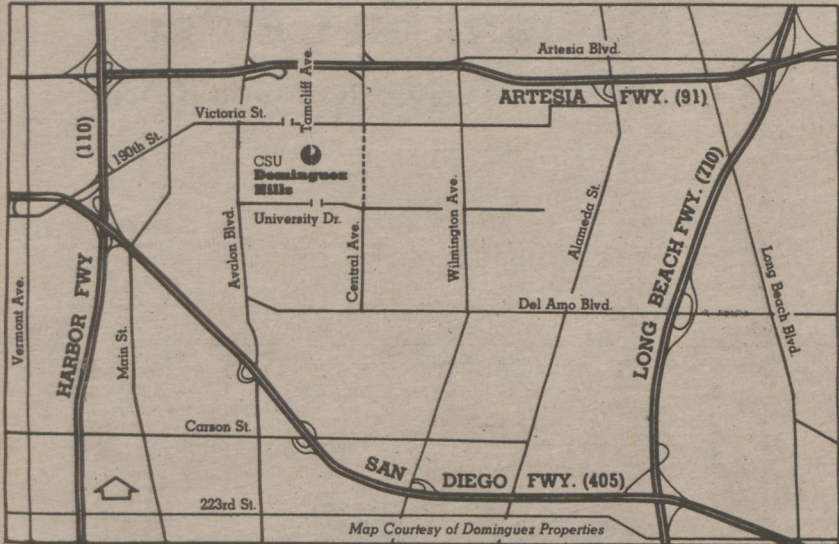 Artesia Blvd.
Tamcliff Ave.
ARTESIA FWY. (91)
Victoria St.
(110)
190th St.
CSU
Dominguez
Hills
University Dr.
Avalon Blvd.
Central Ave.
Wilmington Ave.
Alameda St.
LONG BEACH FWY. (710)
Long Beach Blvd.
Vermont Ave.
HARBOR FWY
Main St.
Del Amo Blvd.
Carson St.
SAN DIEGO FWY. (405)
223rd St.
Map Courtesy of Dominguez Properties